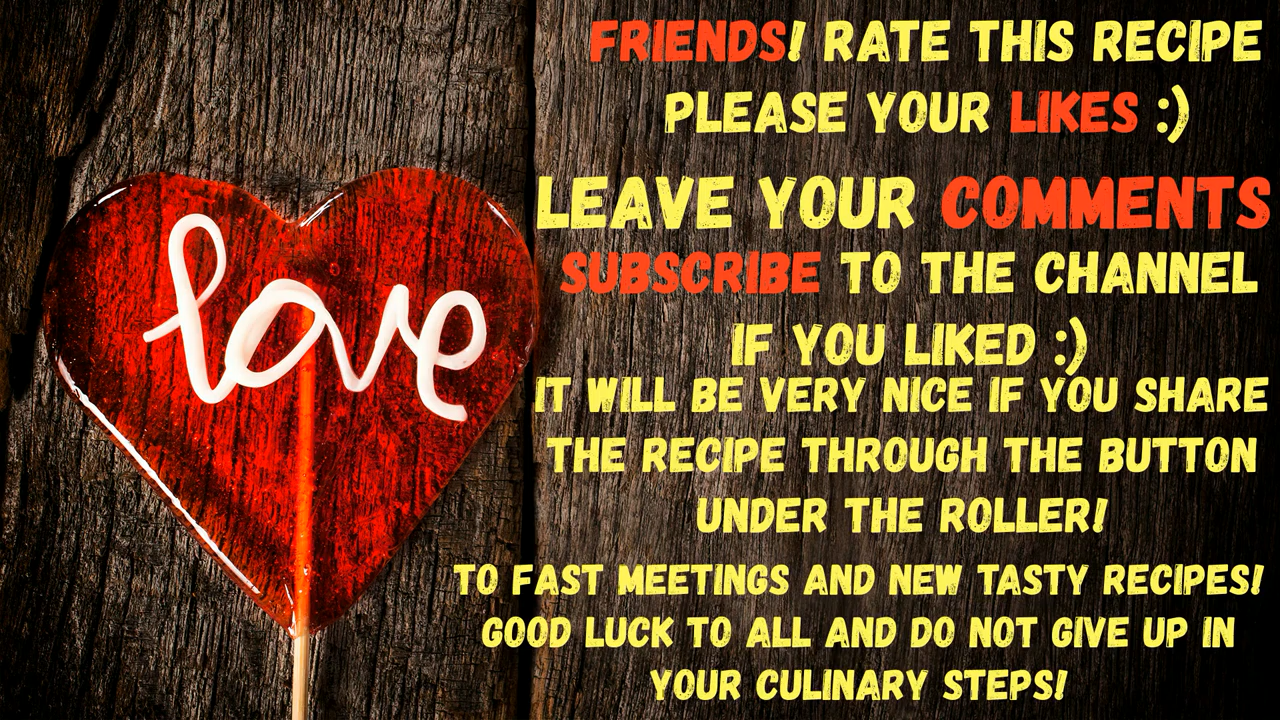 love
FRIENDS! RATE THIS RECIPE
PLEASE YOUR LIKES :)
LEAVE YOUR COMMENTS
SUBSCRIBE TO THE CHANNEL
IF YOU LIKED :)
IT WILL BE VERY NICE IF YOU SHARE
THE RECIPE THROUGH THE BUTTON
UNDER THE ROLLER!
TO FAST MEETINGS AND NEW TASTY RECIPES!
GOOD LUCK TO ALL AND DO NOT GIVE UP IN
YOUR CULINARY STEPS!